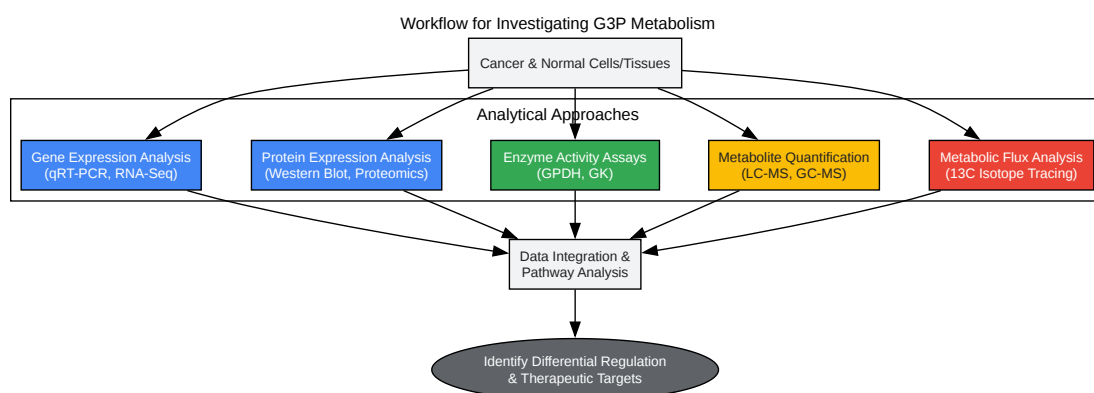 Workflow for Investigating G3P Metabolism
Cancer & Normal Cells/Tissues
Analytical Approaches
Gene Expression Analysis
(qRT-PCR, RNA-Seq)
Protein Expression Analysis
(Western Blot, Proteomics)
Enzyme Activity Assays
(GPDH, GK)
Metabolite Quantification
(LC-MS, GC-MS)
Metabolic Flux Analysis
(13C Isotope Tracing)
Data Integration &
Pathway Analysis
Identify Differential Regulation
& Therapeutic Targets